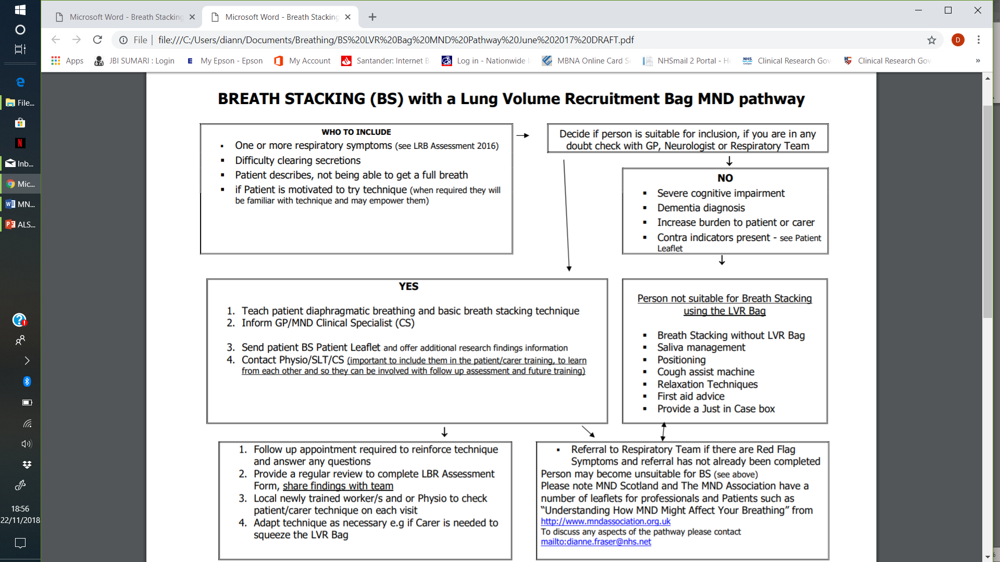 Microsoft Word - Breath Stacking
Microsoft Word - Breath Stacking
File
file:///C:/Users/diann/Documents/Breathing/BS%20LVR%20Bag%20MND%20Pathway%20June%202017%20DRAFT.pdf
D
Apps
JBI SUMARI : Login
My Epson - Epson
My Account
Santander: Internet B
Log in - Nationwide
MBNA Online Card S
NHSmail 2 Portal - H
Clinical Research Gov
Clinical Research Gov
File...
Inb...
Mic...
MN...
ALS...
18:56
22/11/2018
BREATH STACKING (BS) with a Lung Volume Recruitment Bag MND pathway
WHO TO INCLUDE
▪ One or more respiratory symptoms (see LRB Assessment 2016)
▪ Difficulty clearing secretions
▪ Patient describes, not being able to get a full breath
▪ if Patient is motivated to try technique (when required they will
be familiar with technique and may empower them)
Decide if person is suitable for inclusion, if you are in any
doubt check with GP, Neurologist or Respiratory Team
NO
▪ Severe cognitive impairment
▪ Dementia diagnosis
▪ Increase burden to patient or carer
▪ Contra indicators present - see Patient
Leaflet
YES
1. Teach patient diaphragmatic breathing and basic breath stacking technique
2. Inform GP/MND Clinical Specialist (CS)
3. Send patient BS Patient Leaflet and offer additional research findings information
4. Contact Physio/SLT/CS (important to include them in the patient/carer training, to learn
from each other and so they can be involved with follow up assessment and future training)
Person not suitable for Breath Stacking
using the LVR Bag
▪ Breath Stacking without LVR Bag
▪ Saliva management
▪ Positioning
▪ Cough assist machine
▪ Relaxation Techniques
▪ First aid advice
▪ Provide a Just in Case box
1. Follow up appointment required to reinforce technique
and answer any questions
2. Provide a regular review to complete LBR Assessment
Form, share findings with team
3. Local newly trained worker/s and or Physio to check
patient/carer technique on each visit
4. Adapt technique as necessary e.g if Carer is needed to
squeeze the LVR Bag
▪ Referral to Respiratory Team if there are Red Flag
Symptoms and referral has not already been completed
Person may become unsuitable for BS (see above)
Please note MND Scotland and The MND Association have a
number of leaflets for professionals and Patients such as
"Understanding How MND Might Affect Your Breathing" from
http://www.mndassociation.org.uk
To discuss any aspects of the pathway please contact
mailto:dianne.fraser@nhs.net